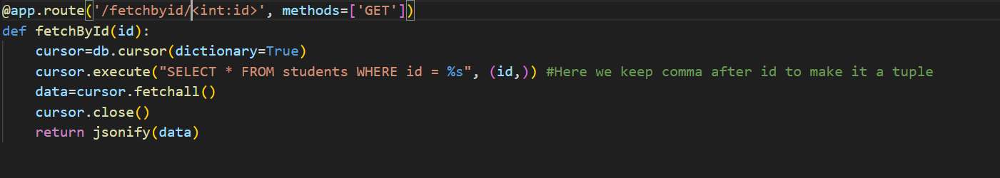 @app.route('/fetchbyid/<int:id>', methods=['GET'])
def fetchById(id):
    cursor=db.cursor(dictionary=True)
    cursor.execute("SELECT * FROM students WHERE id = %s", (id,)) #Here we keep comma after id to make it a tuple
    data=cursor.fetchall()
    cursor.close()
    return jsonify(data)